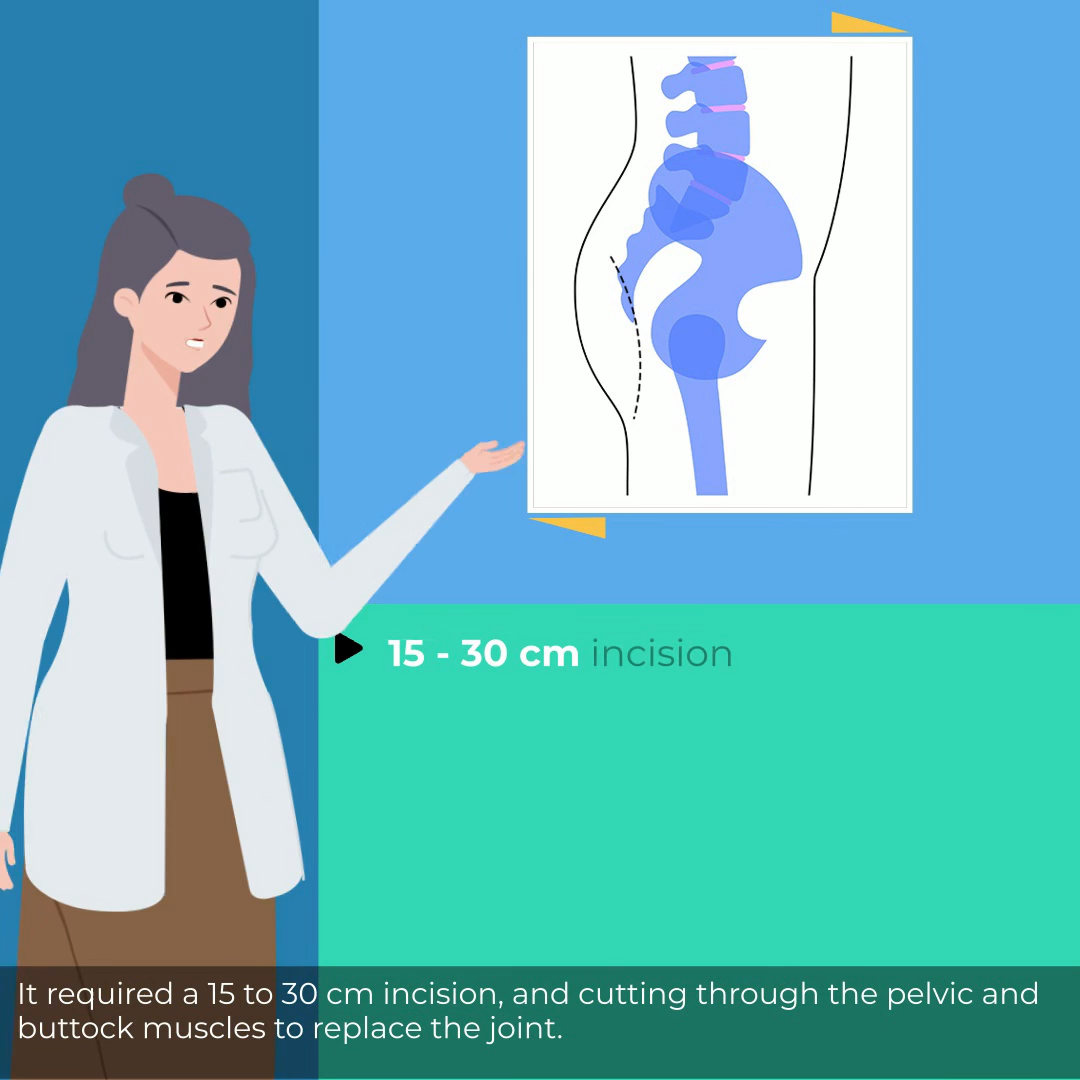 15 - 30 cm incision
It required a 15 to 30 cm incision, and cutting through the pelvic and
buttock muscles to replace the joint.